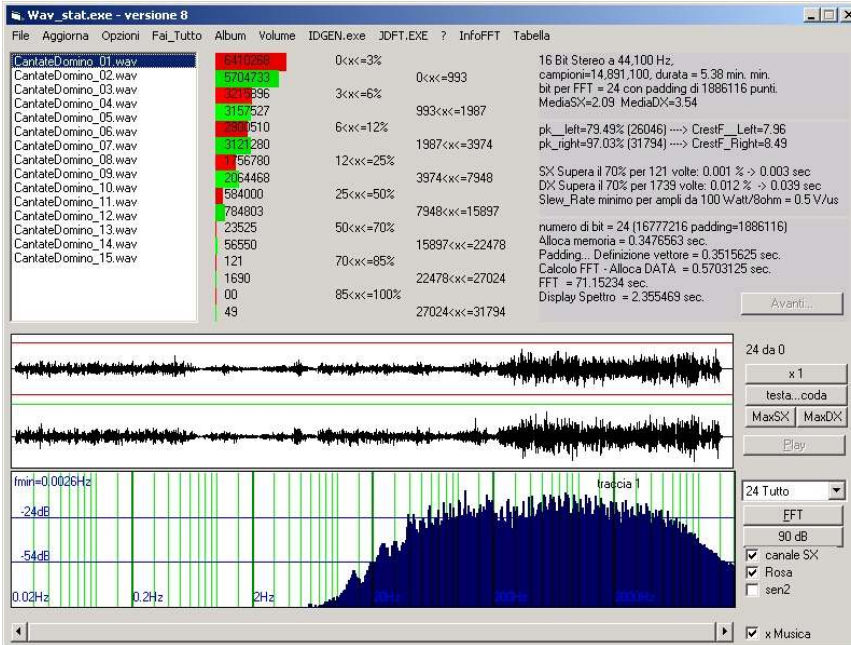 Wav_stat.exe - versione 8
File Aggiorna Opzioni Fai_Tutto Album Volume IDGEN.exe JDFT.EXE ? InfoFFT Tabella
CantateDomino_01.wav
CantateDomino_02.wav
CantateDomino_03.wav
CantateDomino_04.wav
CantateDomino_05.wav
CantateDomino_06.wav
CantateDomino_07.wav
CantateDomino_08.wav
CantateDomino_09.wav
CantateDomino_10.wav
CantateDomino_11.wav
CantateDomino_12.wav
CantateDomino_13.wav
CantateDomino_14.wav
CantateDomino_15.wav
6410268 0<x<=3%
5704733 0<x<=993
3215896 3<x<=6%
3157527 993<x<=1987
2800510 6<x<=12%
3121280 1987<x<=3974
1756780 12<x<=25%
2064468 3974<x<=7948
584000 25<x<=50%
784803 7948<x<=15897
23525 50<x<=70%
56550 15897<x<=22478
121 70<x<=85%
1690 22478<x<=27024
00 85<x<=100%
49 27024<x<=31794
16 Bit Stereo a 44,100 Hz,
campioni=14,891,100, durata = 5.38 min. min.
bit per FFT = 24 con padding di 1886116 punti.
MediaSX=2.09 MediaDX=3.54
pk__left=79.49% (26046) ----> CrestF__Left=7.96
pk_right=97.03% (31794) ----> CrestF_Right=8.49
SX Supera il 70% per 121 volte: 0.001 % -> 0.003 sec
DX Supera il 70% per 1739 volte: 0.012 % -> 0.039 sec
Slew_Rate minimo per ampli da 100 Watt/8ohm = 0.5 V/us
numero di bit = 24 (16777216 padding=1886116)
Alloca memoria = 0.3476563 sec.
Padding... Definizione vettore = 0.3515625 sec.
Calcolo FFT - Alloca DATA = 0.5703125 sec.
FFT = 71.15234 sec.
Display Spettro = 2.355469 sec.
Avanti...
24 da 0
x 1
testa...coda
MaxSX MaxDX
Play
fmin=0.0026Hz
traccia 1
-24dB
-54dB
0.02Hz 0.2Hz 2Hz 20Hz 200Hz 2000Hz
24 Tutto
FFT
90 dB
canale SX
Rosa
sen2
x Musica